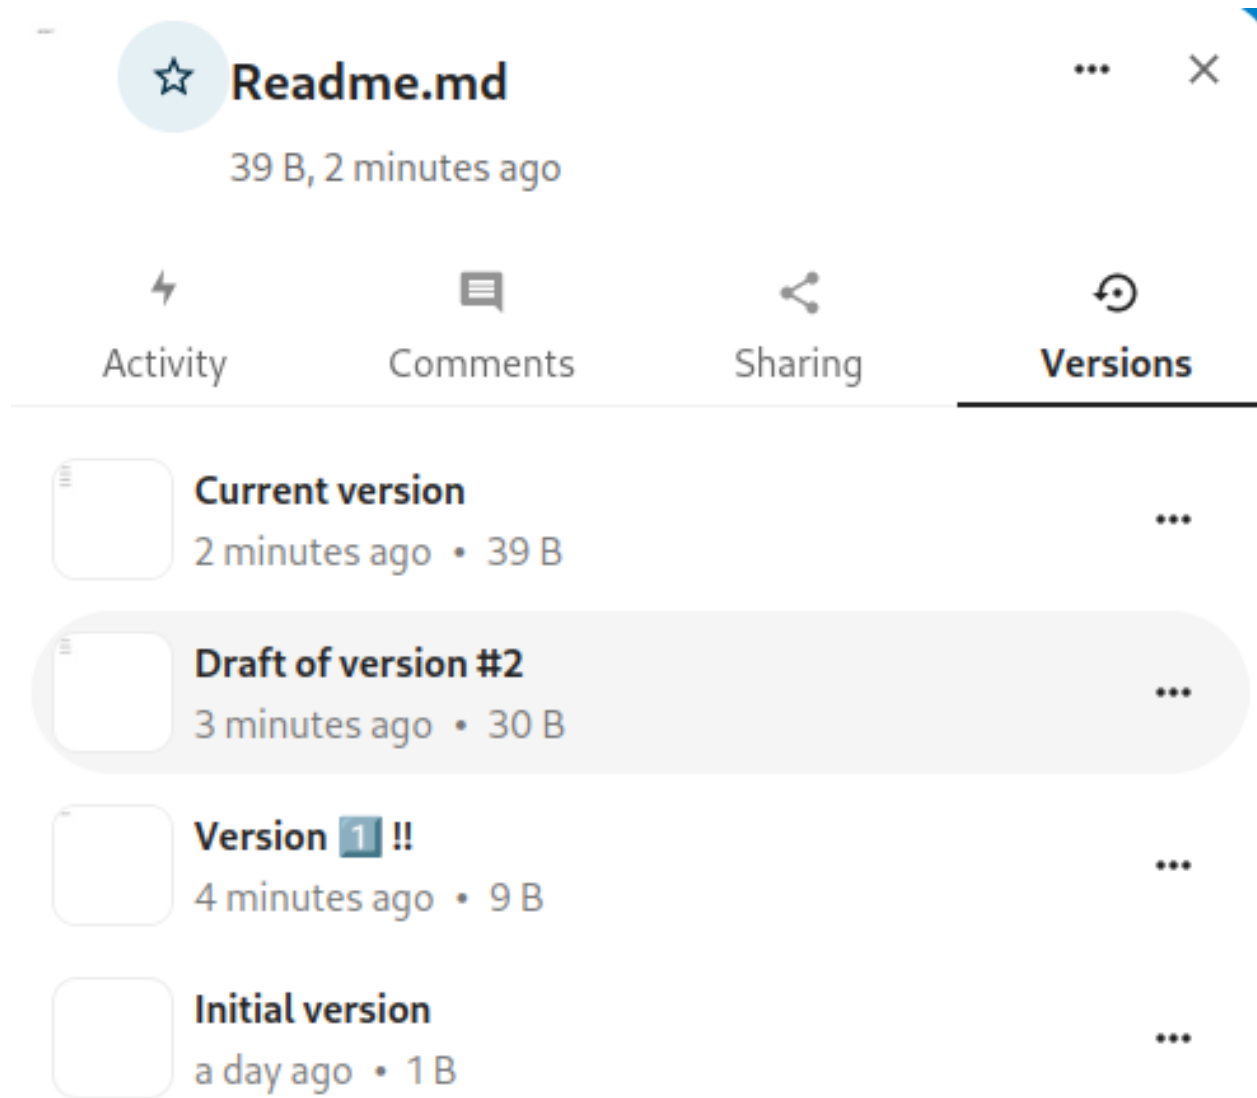 Readme.md
39 B, 2 minutes ago
Activity Comments Sharing Versions
Current version
2 minutes ago • 39 B
Draft of version #2
3 minutes ago • 30 B
Version 1️⃣ !!
4 minutes ago • 9 B
Initial version
a day ago • 1 B